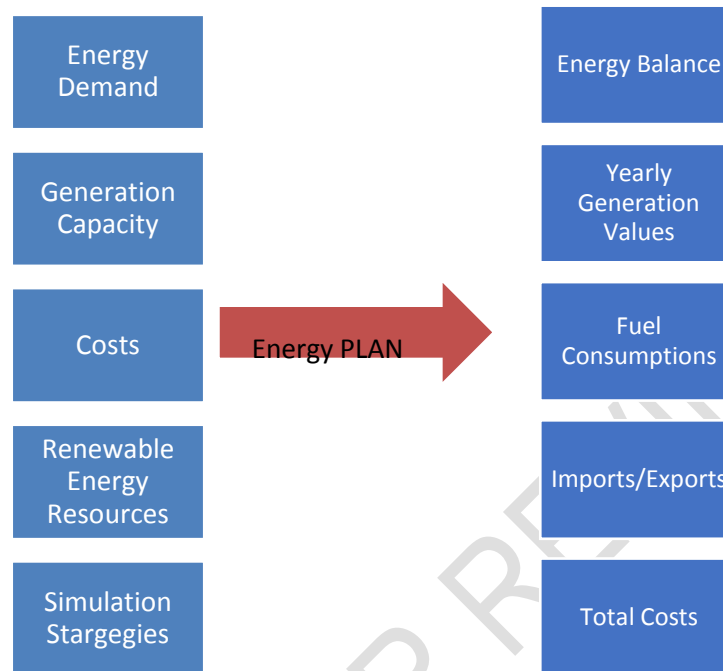 Energy
Demand
Generation
Capacity
Costs
Renewable
Energy
Resources
Simulation
Stargegies
Energy PLAN
Energy Balance
Yearly
Generation
Values
Fuel
Consumptions
Imports/Exports
Total Costs